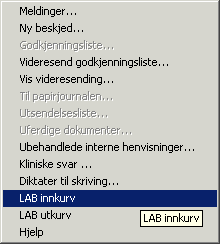 Meldinger...
Ny beskjed...
Godkjenningsliste...
Videresend godkjenningsliste...
Vis videresending...
Til papirjournalen...
Utsendelsesliste...
Uferdige dokumenter...
Ubehandlede interne henvisninger...
Kliniske svar ...
Diktater til skriving...
LAB innkurv
LAB utkurv
LAB innkurv
Hjelp